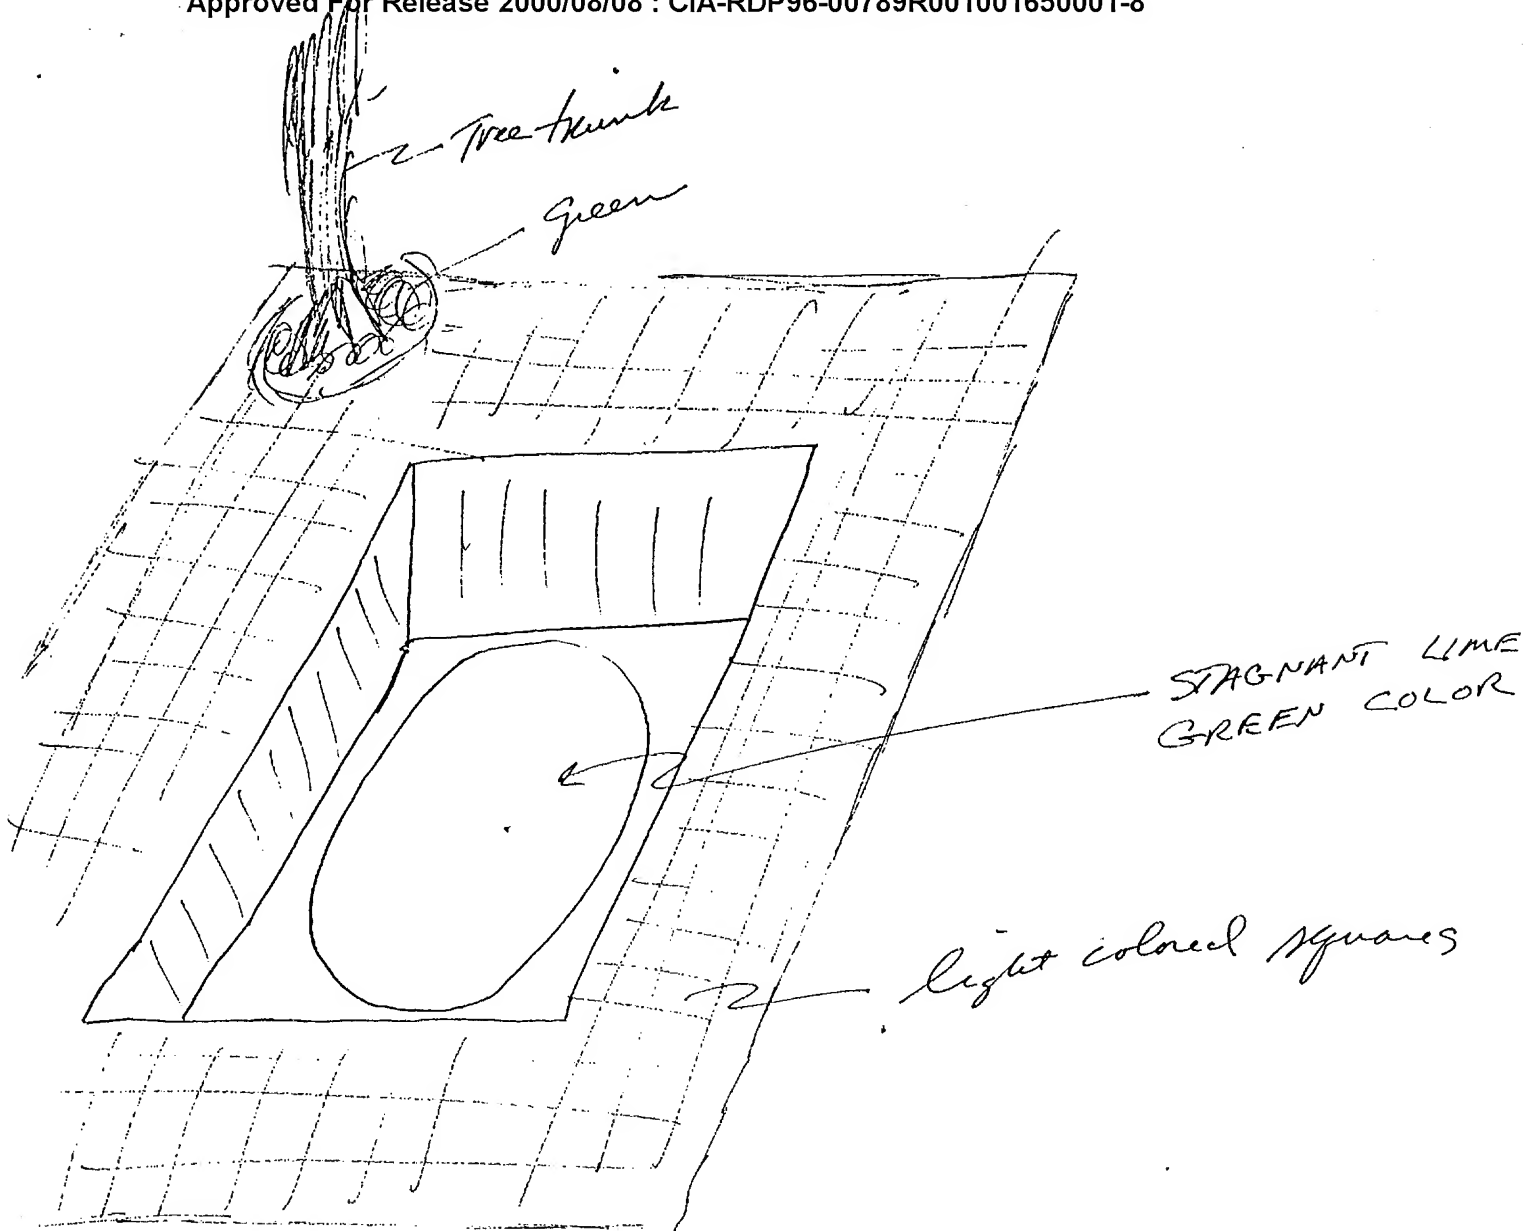 Approved For Release 2000/08/08 : CIA-RDP96-00789R001001650001-8
Tree trunk
Green
STAGNANT LIME
GREEN COLOR
light colored squares